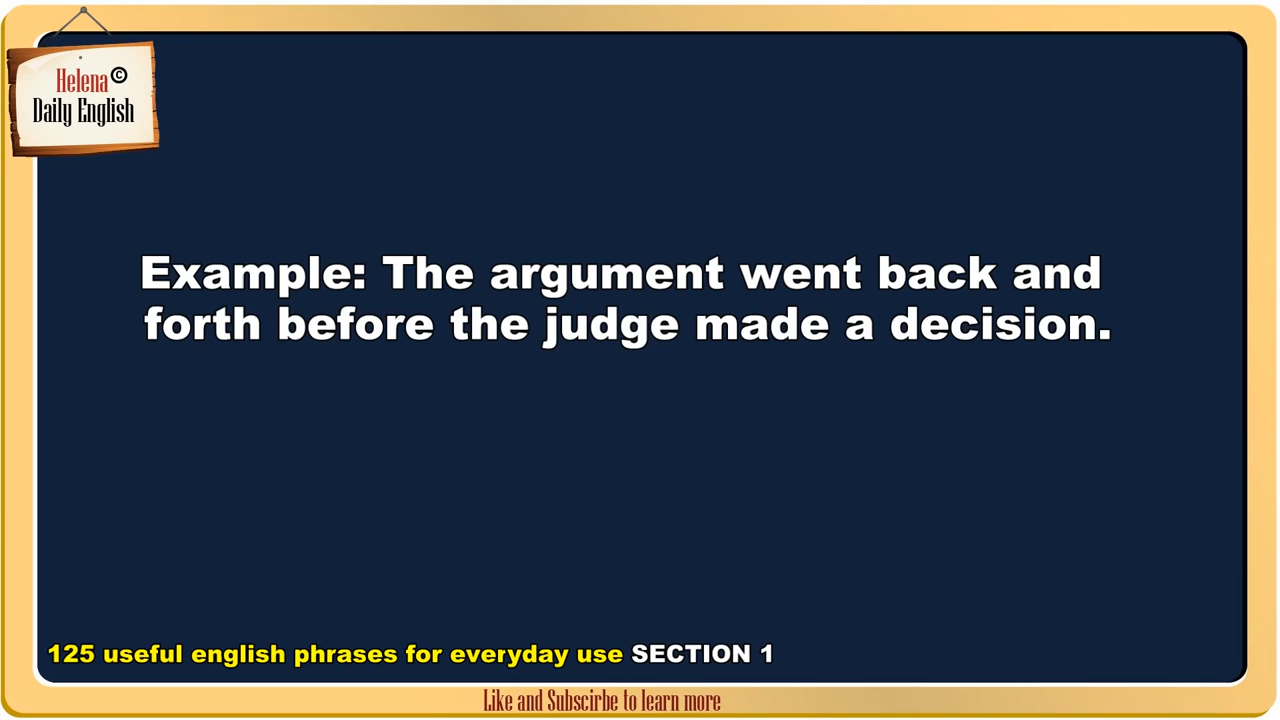 Helena ©
Daily English
Example: The argument went back and
forth before the judge made a decision.
125 useful english phrases for everyday use SECTION 1
Like and Subscirbe to learn more